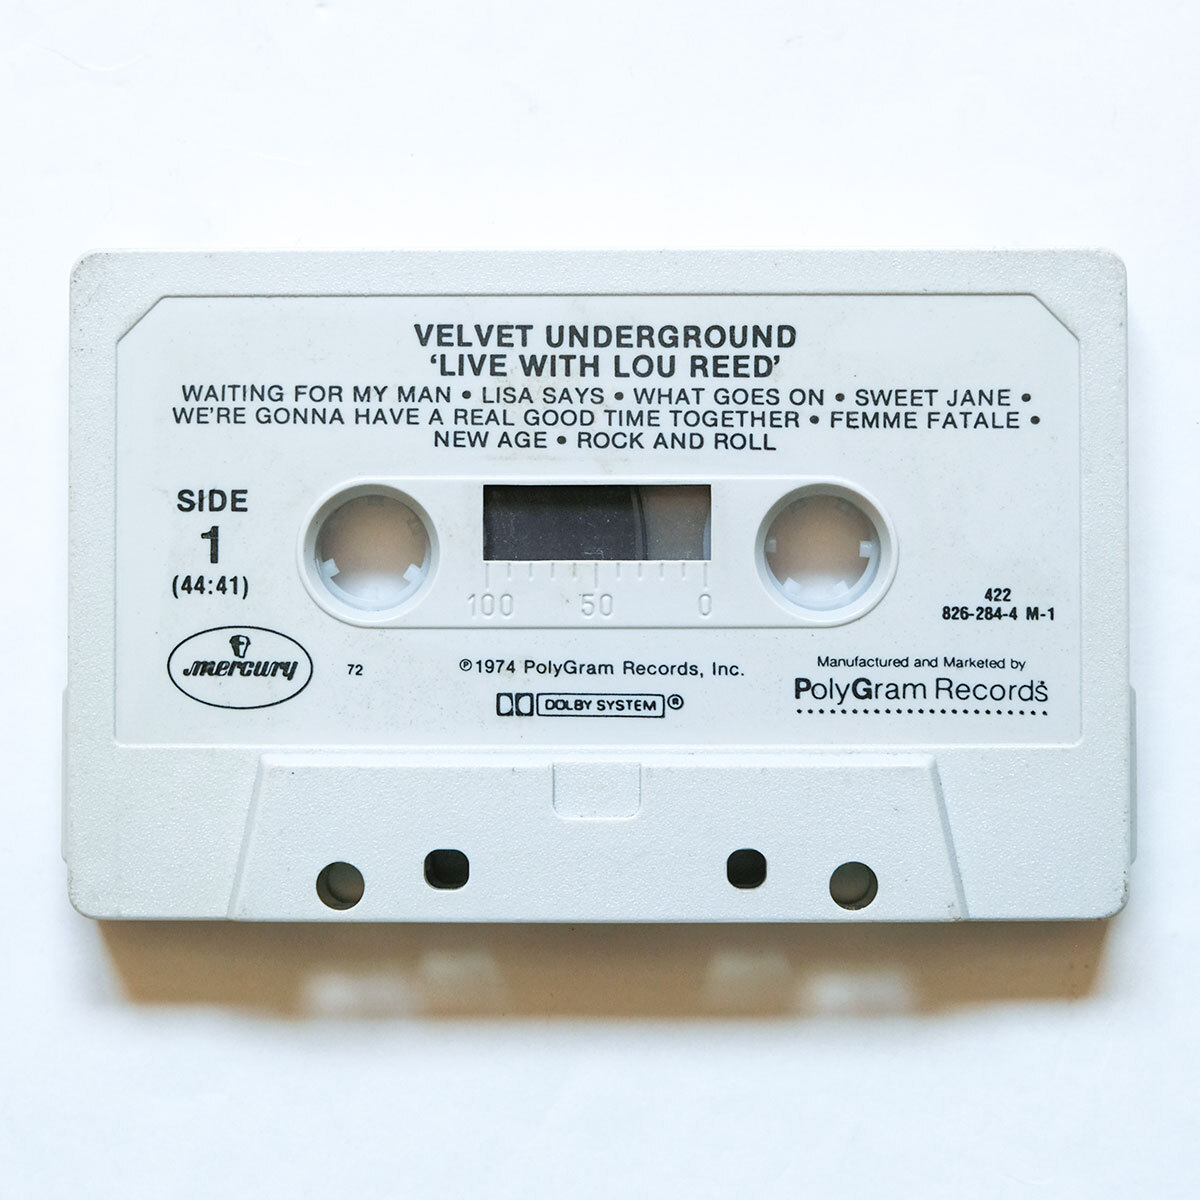 VELVET UNDERGROUND
‘LIVE WITH LOU REED’
WAITING FOR MY MAN • LISA SAYS • WHAT GOES ON • SWEET JANE •
WE'RE GONNA HAVE A REAL GOOD TIME TOGETHER • FEMME FATALE •
NEW AGE • ROCK AND ROLL
SIDE
1
(44:41)
100 50 0
422
826-284-4 M-1
mercury
72
℗1974 PolyGram Records, Inc.
DOLBY SYSTEM ®
Manufactured and Marketed by
PolyGram Records